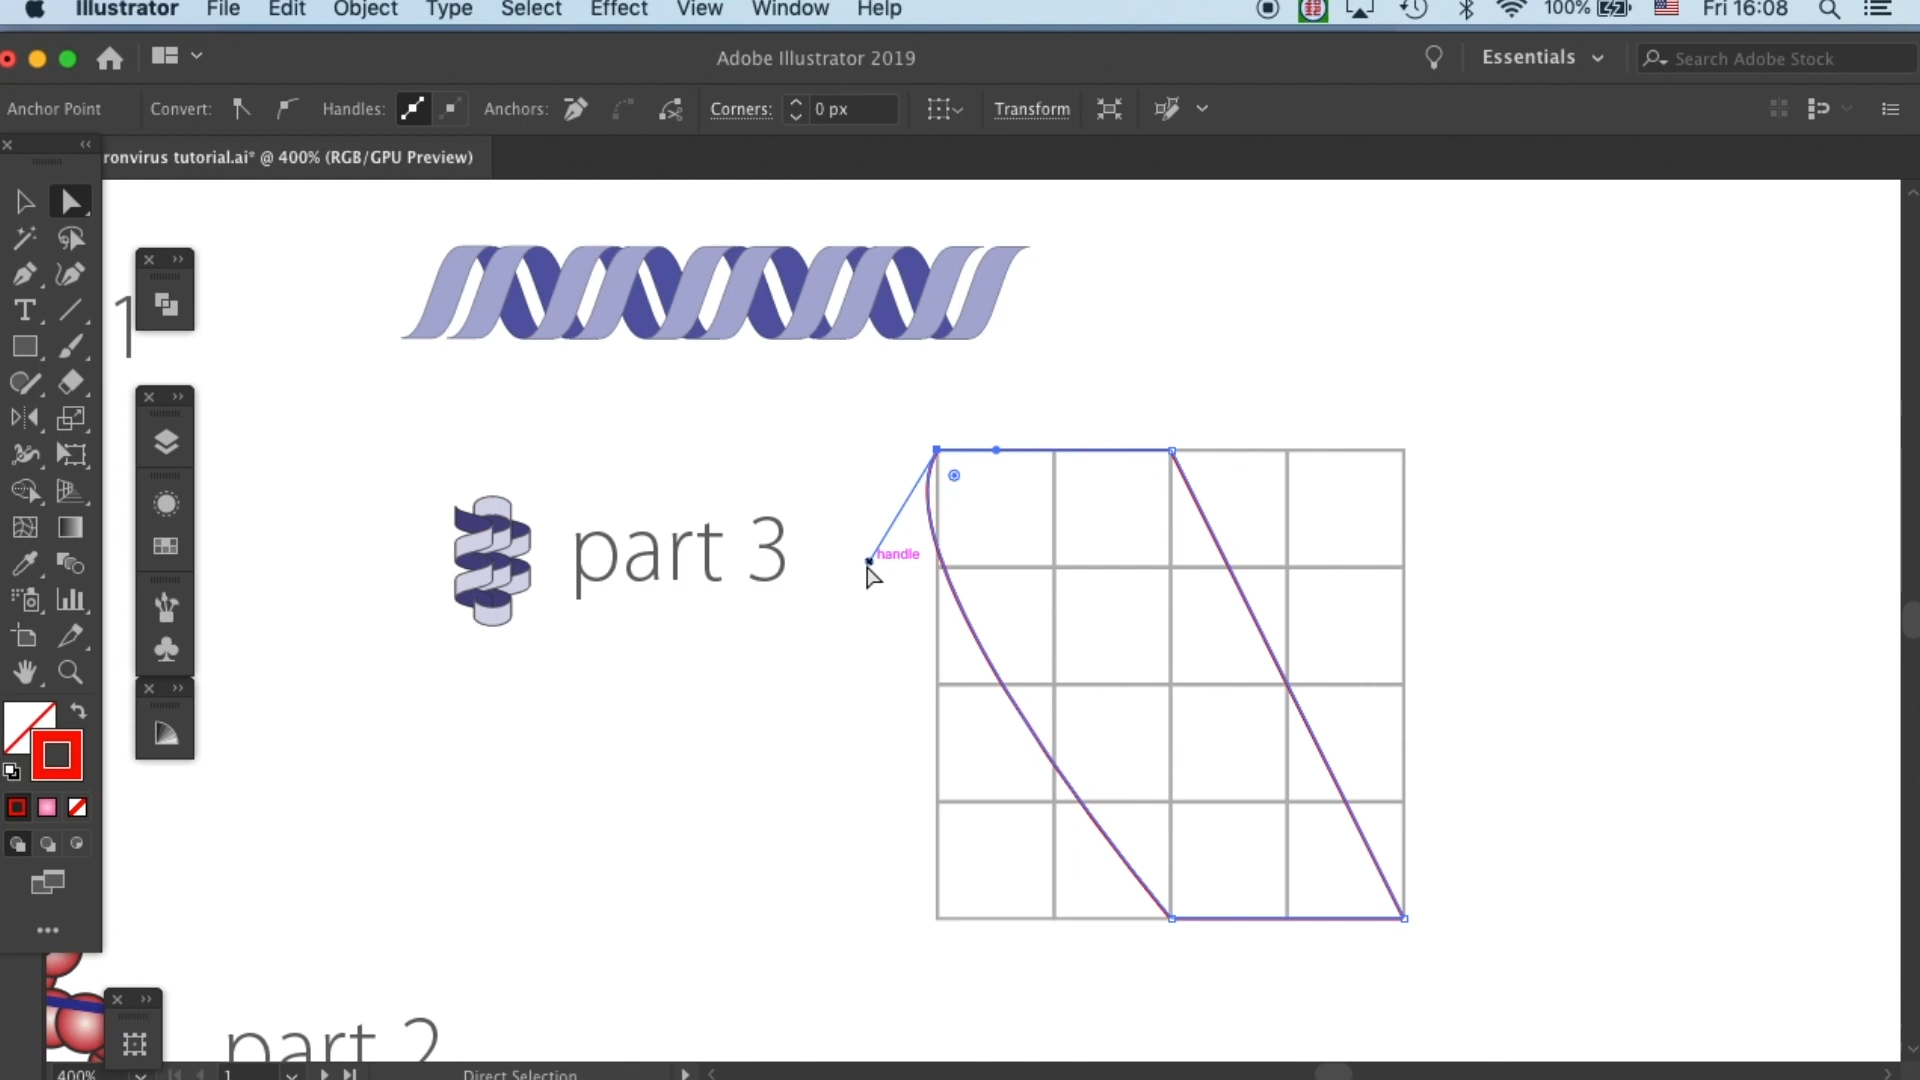 Illustrator File Edit Object Type Select Effect View Window Help 100% Fri 16:08
Adobe Illustrator 2019 Essentials Search Adobe Stock
Anchor Point Convert: Handles: Anchors: Corners: 0 px Transform
ronvirus tutorial.ai* @ 400% (RGB/GPU Preview)
1
part 3
handle
part 2
400% 1 Direct Selection